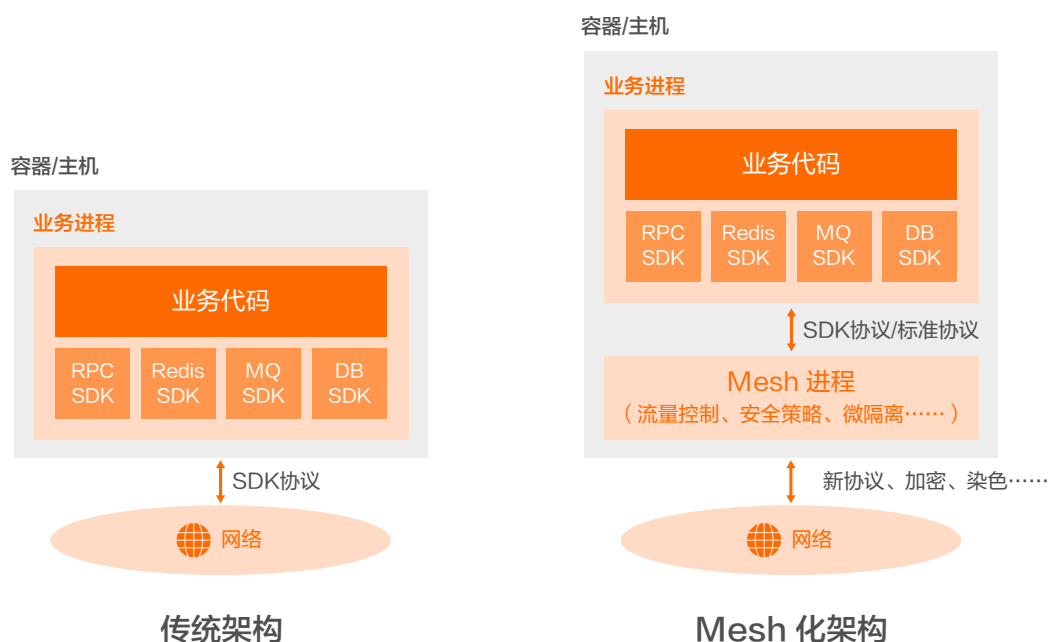 容器/主机
业务进程
业务代码
RPC SDK
Redis SDK
MQ SDK
DB SDK
SDK协议
网络
传统架构
容器/主机
业务进程
业务代码
RPC SDK
Redis SDK
MQ SDK
DB SDK
SDK协议/标准协议
Mesh 进程
（流量控制、安全策略、微隔离……）
新协议、加密、染色……
网络
Mesh 化架构